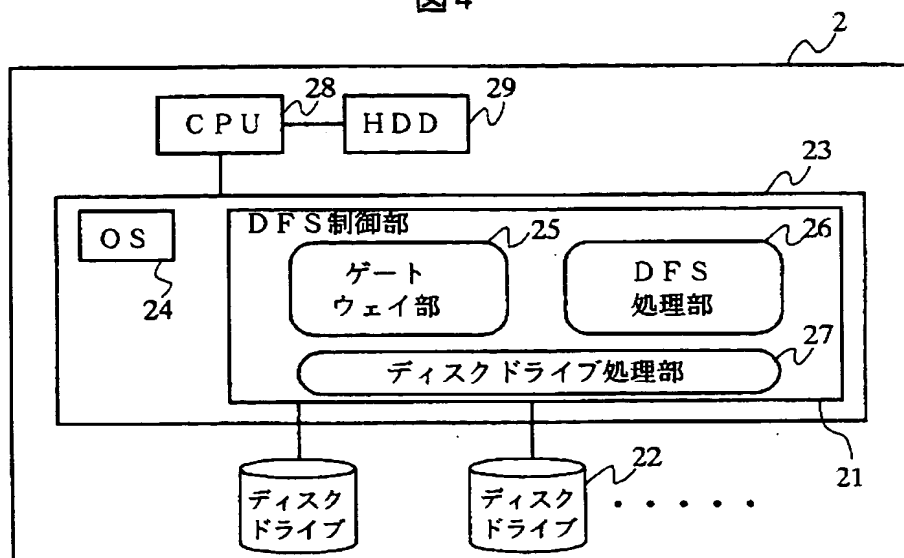 図4
2
28
29
CPU
HDD
23
OS
24
DFS制御部
25
26
ゲート
ウェイ部
DFS
処理部
27
ディスクドライブ処理部
21
22
ディスク
ドライブ
ディスク
ドライブ
・・・・・